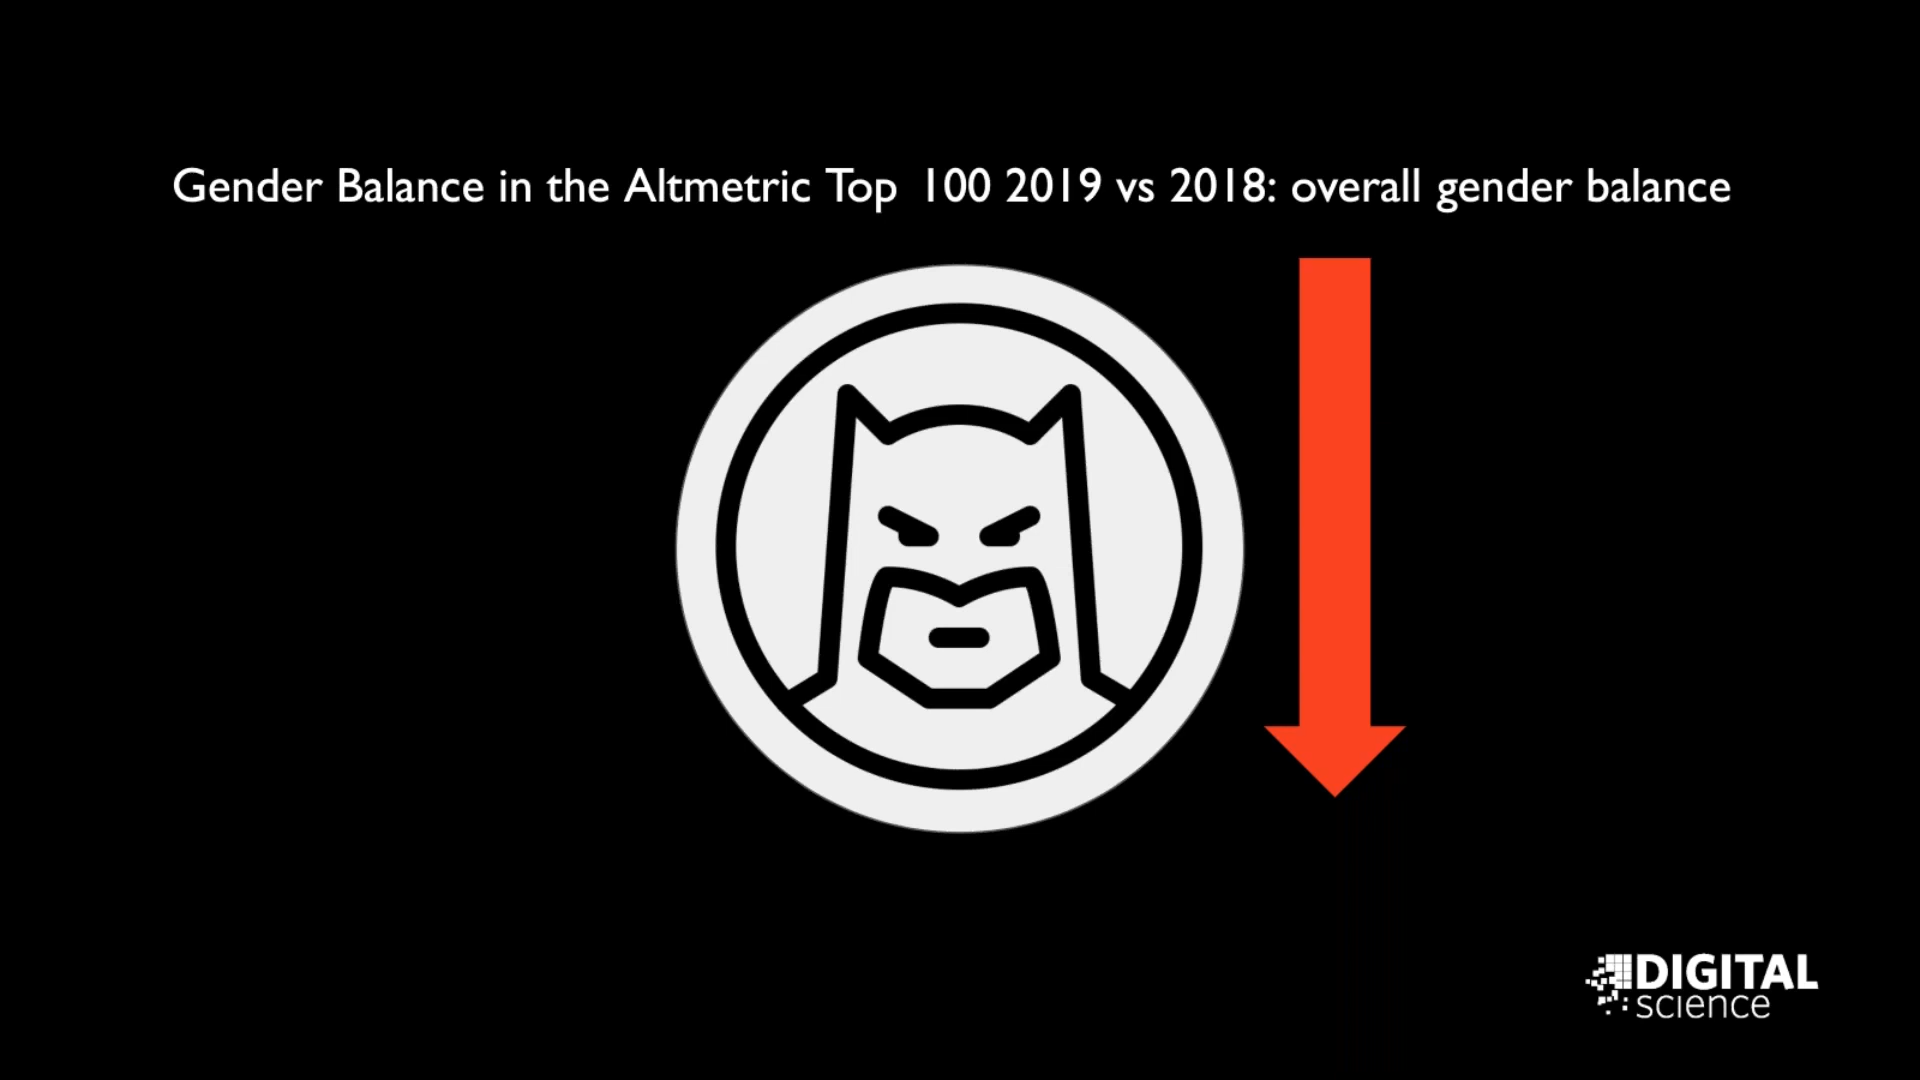 Gender Balance in the Altmetric Top 100 2019 vs 2018: overall gender balance
DIGITAL
science